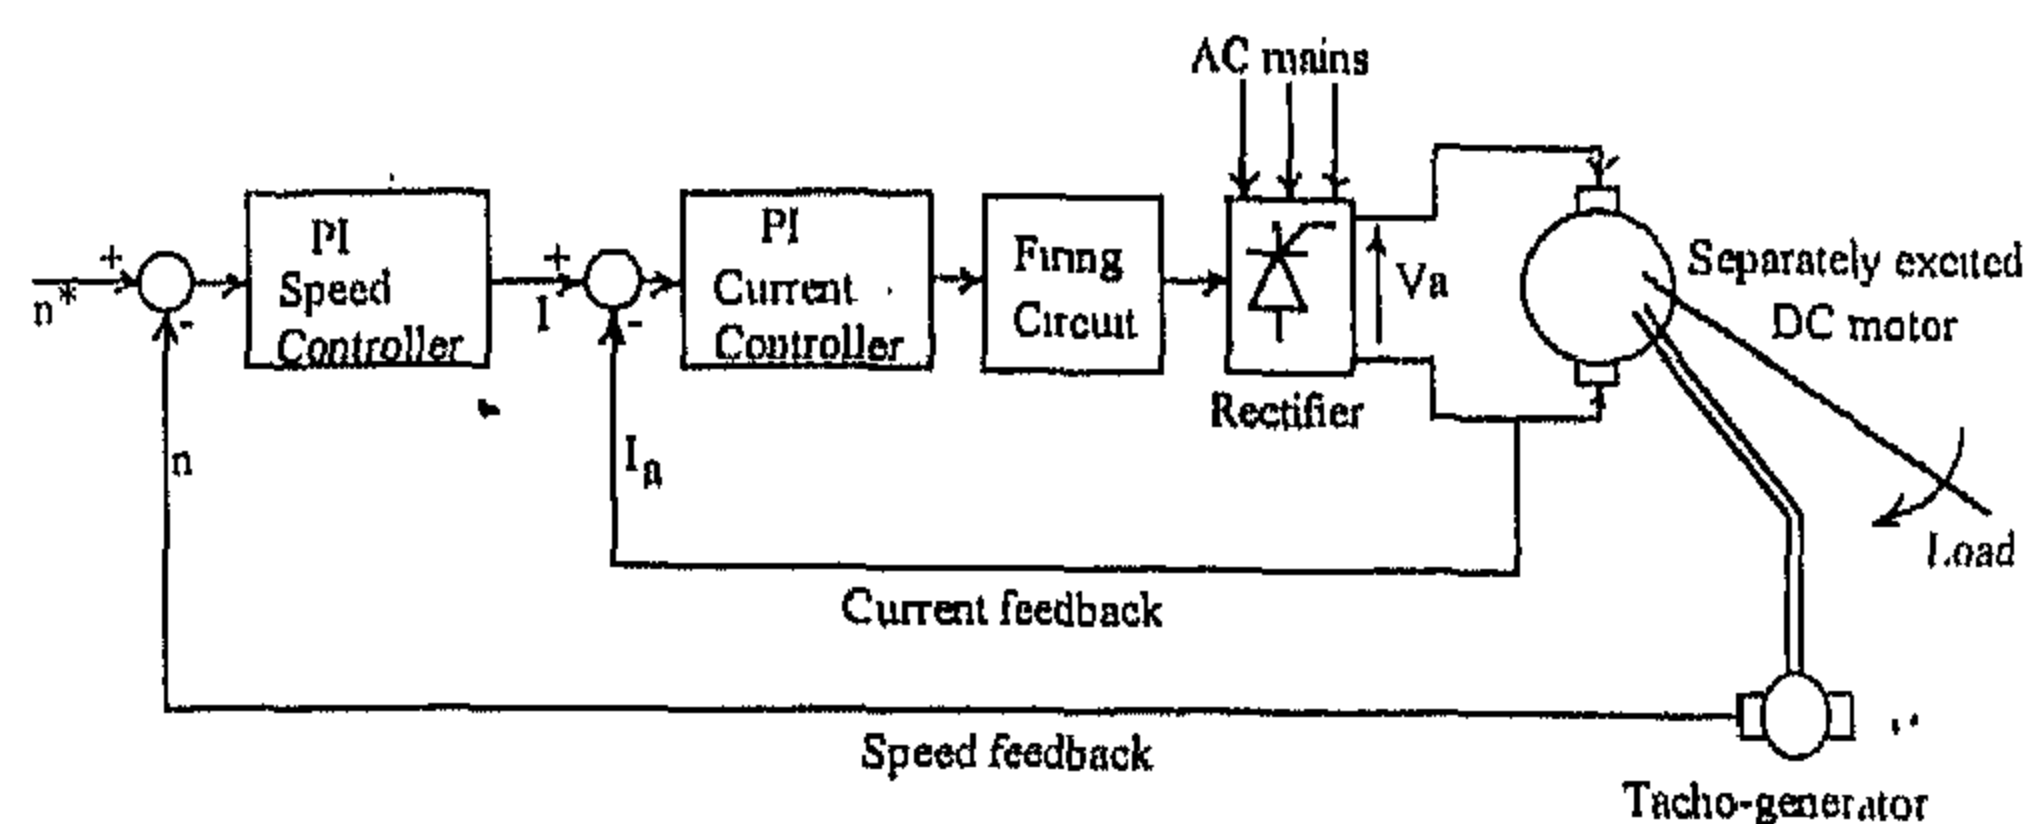 AC mains
n*
+
-
PI
Speed
Controller
I
+
-
PI
Current
Controller
Firing
Circuit
Rectifier
Va
Separately excited
DC motor
Load
n
Ia
Current feedback
Speed feedback
Tacho-generator